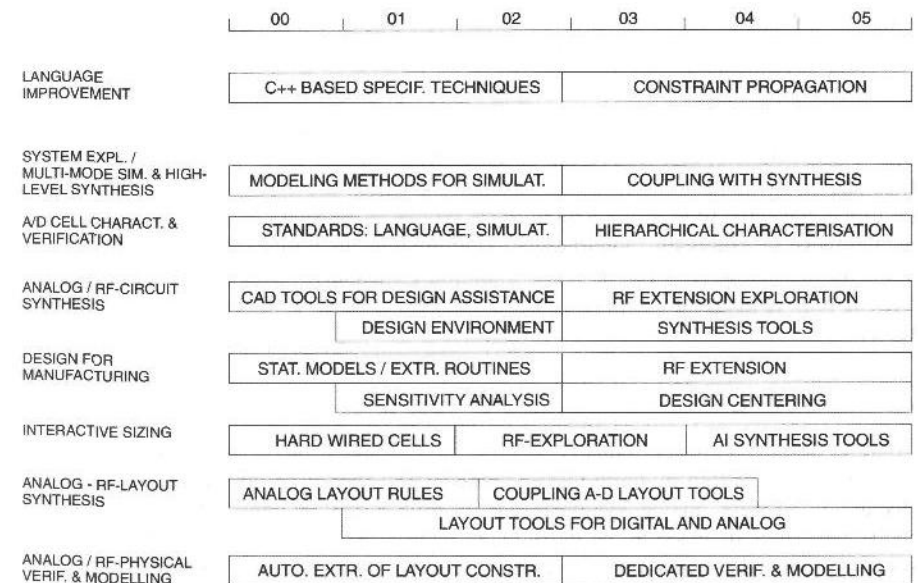 00 01 02 03 04 05
LANGUAGE
IMPROVEMENT
C++ BASED SPECIF. TECHNIQUES CONSTRAINT PROPAGATION
SYSTEM EXPL. /
MULTI-MODE SIM. & HIGH-
LEVEL SYNTHESIS
MODELING METHODS FOR SIMULAT. COUPLING WITH SYNTHESIS
A/D CELL CHARACT. &
VERIFICATION
STANDARDS: LANGUAGE, SIMULAT. HIERARCHICAL CHARACTERISATION
ANALOG / RF-CIRCUIT
SYNTHESIS
CAD TOOLS FOR DESIGN ASSISTANCE RF EXTENSION EXPLORATION
DESIGN ENVIRONMENT SYNTHESIS TOOLS
DESIGN FOR
MANUFACTURING
STAT. MODELS / EXTR. ROUTINES RF EXTENSION
SENSITIVITY ANALYSIS DESIGN CENTERING
INTERACTIVE SIZING
HARD WIRED CELLS RF-EXPLORATION AI SYNTHESIS TOOLS
ANALOG - RF-LAYOUT
SYNTHESIS
ANALOG LAYOUT RULES COUPLING A-D LAYOUT TOOLS
LAYOUT TOOLS FOR DIGITAL AND ANALOG
ANALOG / RF-PHYSICAL
VERIF. & MODELLING
AUTO. EXTR. OF LAYOUT CONSTR. DEDICATED VERIF. & MODELLING